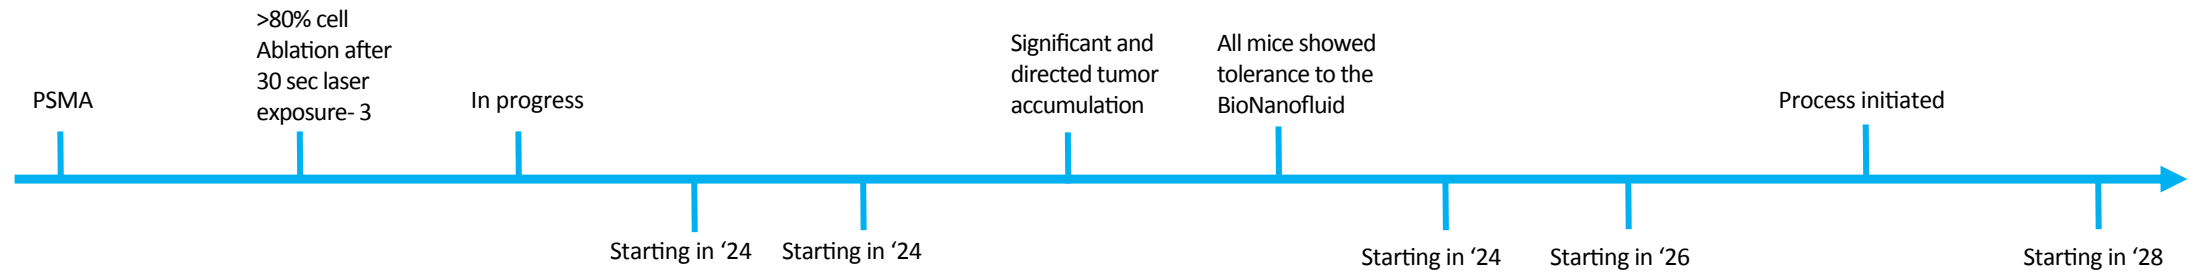 PSMA
>80% cell
Ablation after
30 sec laser
exposure- 3
In progress
Starting in ‘24
Starting in ‘24
Significant and
directed tumor
accumulation
All mice showed
tolerance to the
BioNanofluid
Starting in ‘24
Starting in ‘26
Process initiated
Starting in ‘28